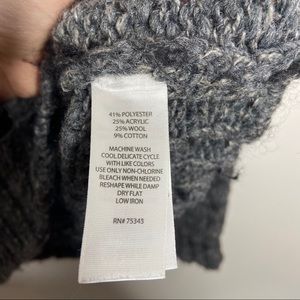 41% POLYESTER
25% ACRYLIC
25% WOOL
9% COTTON
MACHINE WASH
COOL DELICATE CYCLE
WITH LIKE COLORS
USE ONLY NON-CHLORINE
BLEACH WHEN NEEDED
RESHAPE WHILE DAMP
DRY FLAT
LOW IRON
RN# 75343